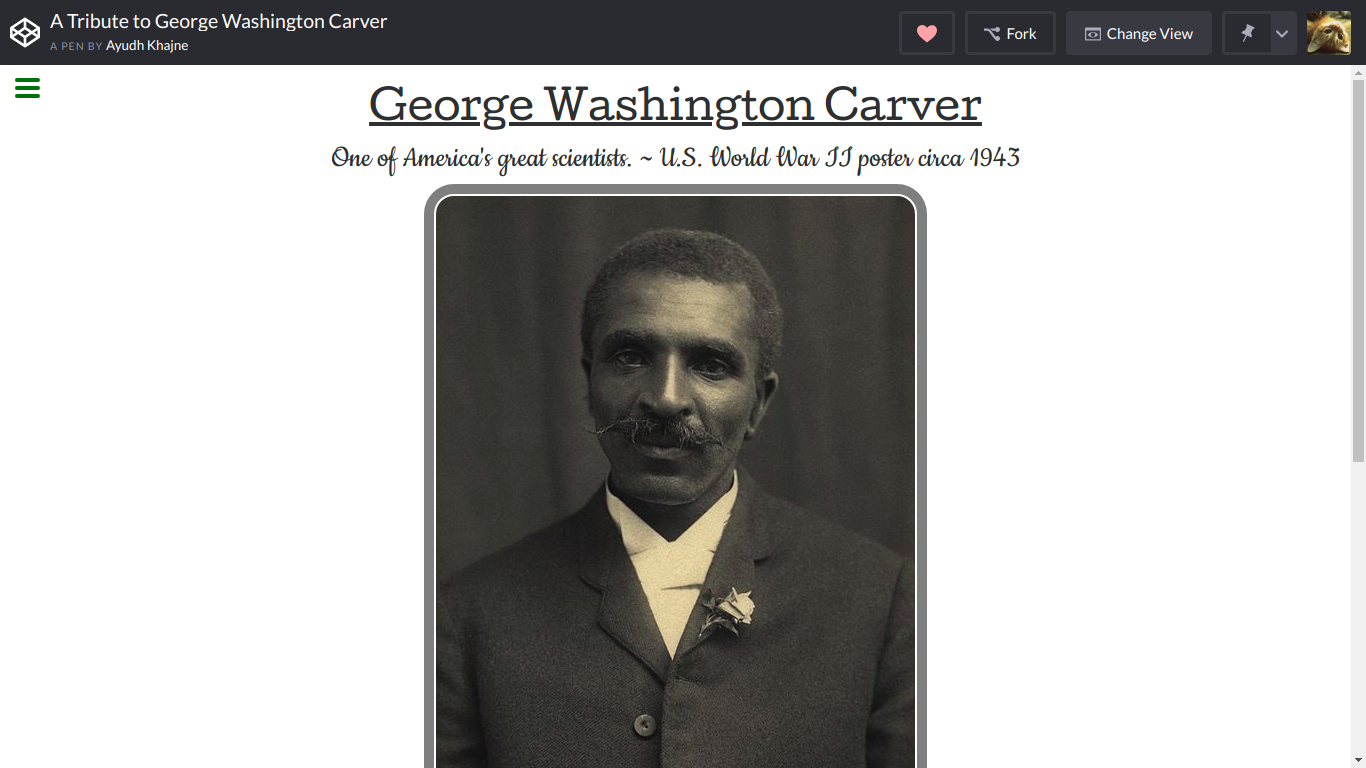 A Tribute to George Washington Carver
A PEN BY Ayudh Khajne
Fork
Change View
George Washington Carver
One of America's great scientists. ~ U.S. World War II poster circa 1943